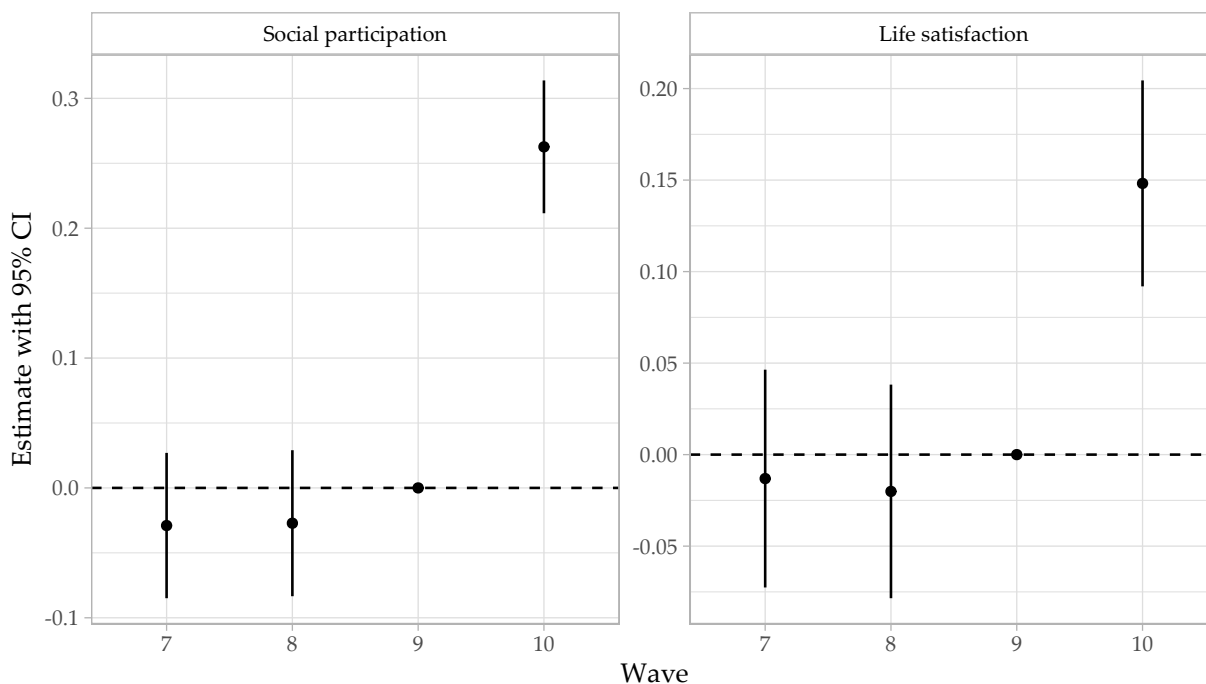 Social participation
Life satisfaction
Estimate with 95% CI
0.3
0.2
0.1
0.0
-0.1
0.20
0.15
0.10
0.05
0.00
-0.05
7 8 9 10
7 8 9 10
Wave